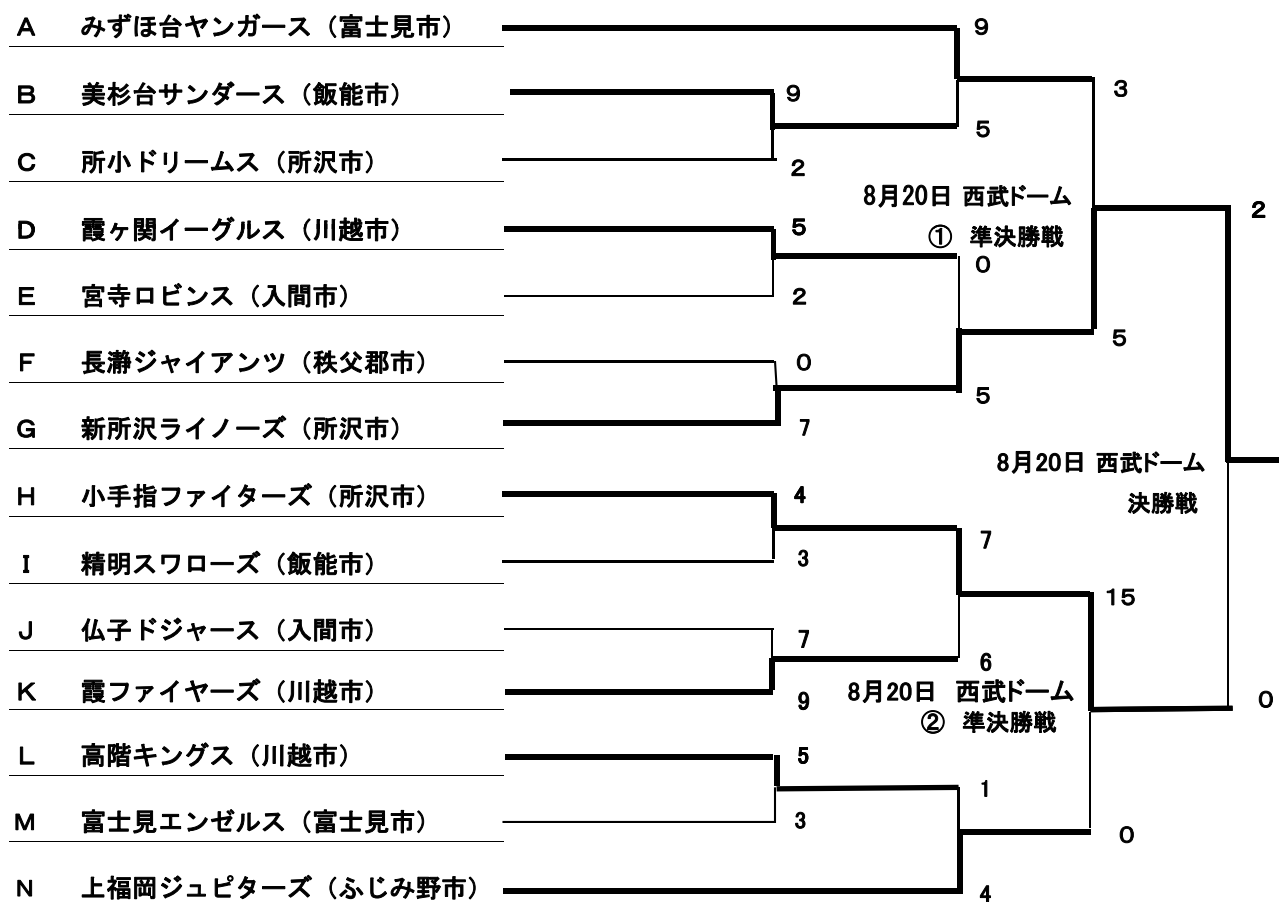 A みずほ台ヤンガース（富士見市） 9
3
B 美杉台サンダース（飯能市） 9
5
C 所小ドリームス（所沢市） 2
8月20日 西武ドーム
2
D 霞ヶ関イーグルス（川越市） 5
① 準決勝戦
0
E 宮寺ロビンス（入間市） 2
5
F 長瀞ジャイアンツ（秩父郡市） 0
5
G 新所沢ライノーズ（所沢市） 7
8月20日 西武ドーム
決勝戦
H 小手指ファイターズ（所沢市） 4
7
I 精明スワローズ（飯能市） 3
15
J 仏子ドジャース（入間市） 7
6
K 霞ファイヤーズ（川越市） 9
8月20日 西武ドーム
0
② 準決勝戦
L 高階キングス（川越市） 5
1
M 富士見エンゼルス（富士見市） 3
0
N 上福岡ジュピターズ（ふじみ野市） 4